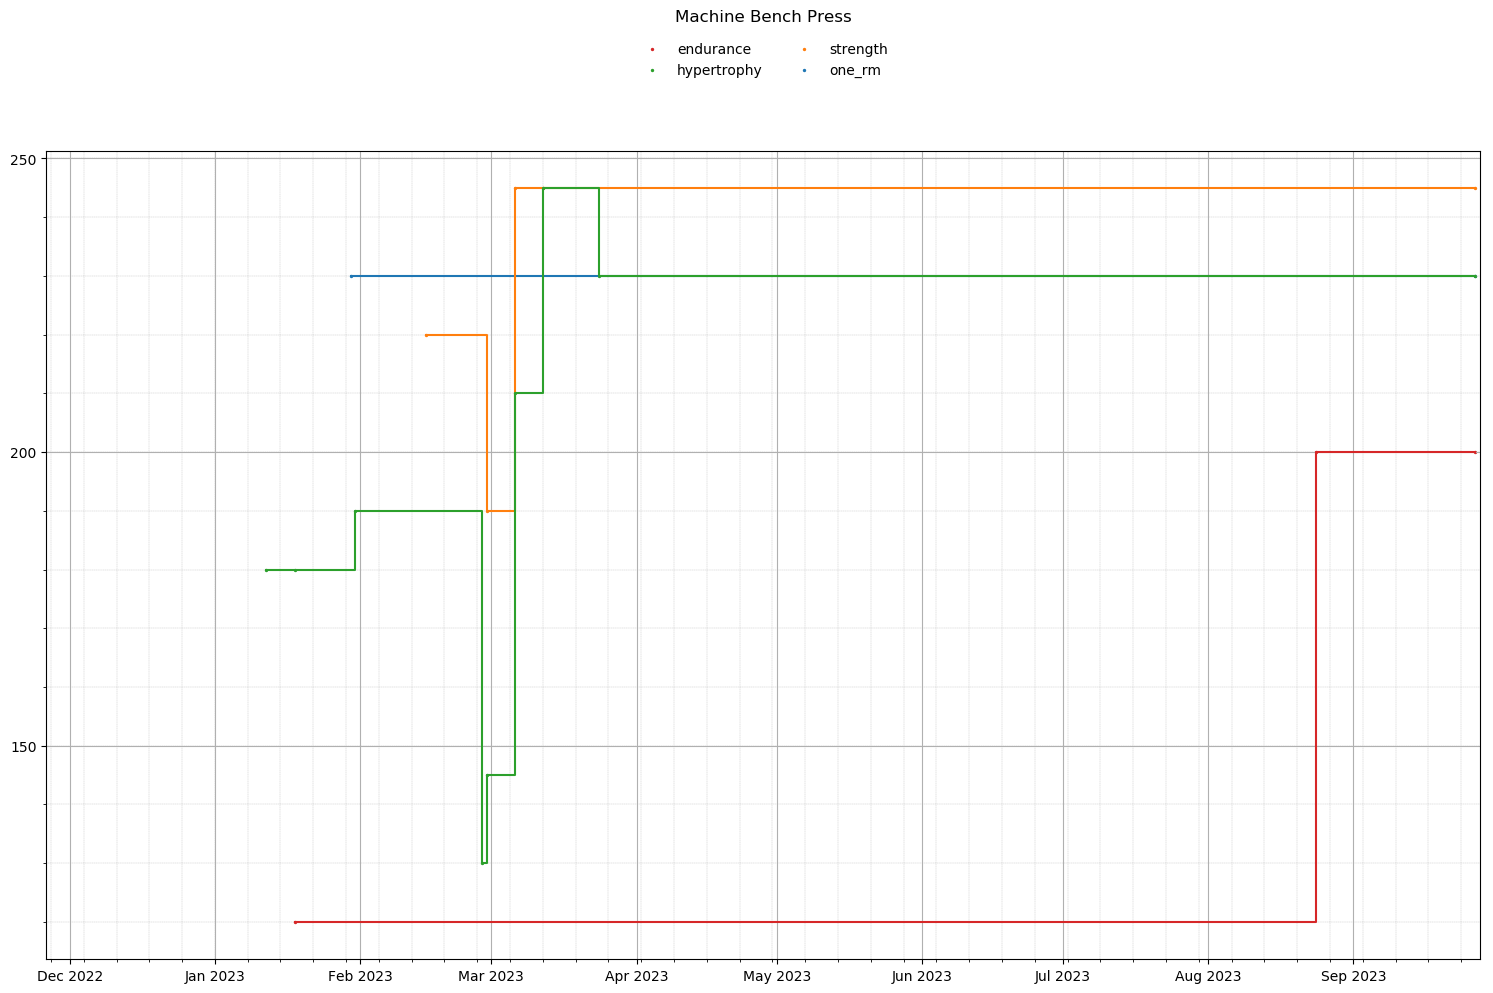 Machine Bench Press
endurance strength
hypertrophy one_rm
250
200
150
Dec 2022 Jan 2023 Feb 2023 Mar 2023 Apr 2023 May 2023 Jun 2023 Jul 2023 Aug 2023 Sep 2023